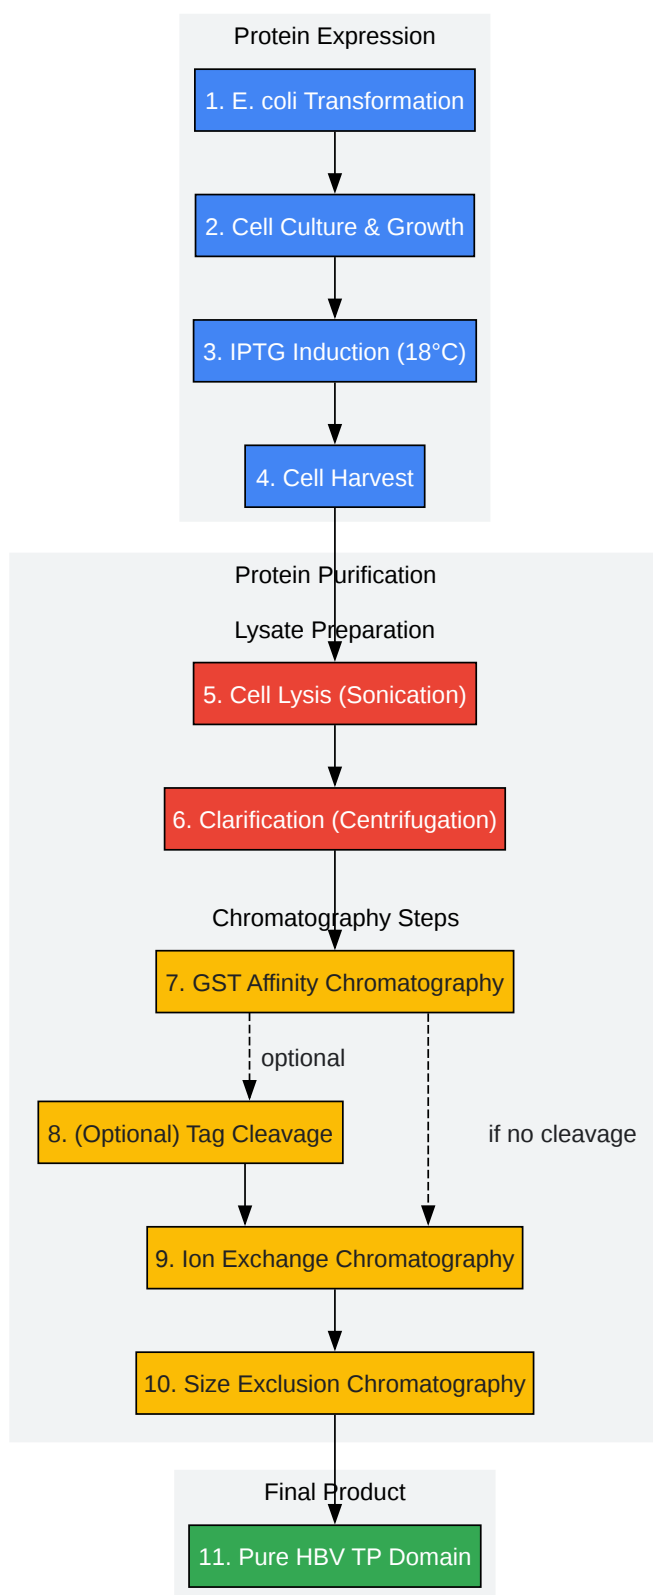 Protein Expression
1. E. coli Transformation
2. Cell Culture & Growth
3. IPTG Induction (18°C)
4. Cell Harvest
Protein Purification
Lysate Preparation
5. Cell Lysis (Sonication)
6. Clarification (Centrifugation)
Chromatography Steps
7. GST Affinity Chromatography
optional
8. (Optional) Tag Cleavage
if no cleavage
9. Ion Exchange Chromatography
10. Size Exclusion Chromatography
Final Product
11. Pure HBV TP Domain